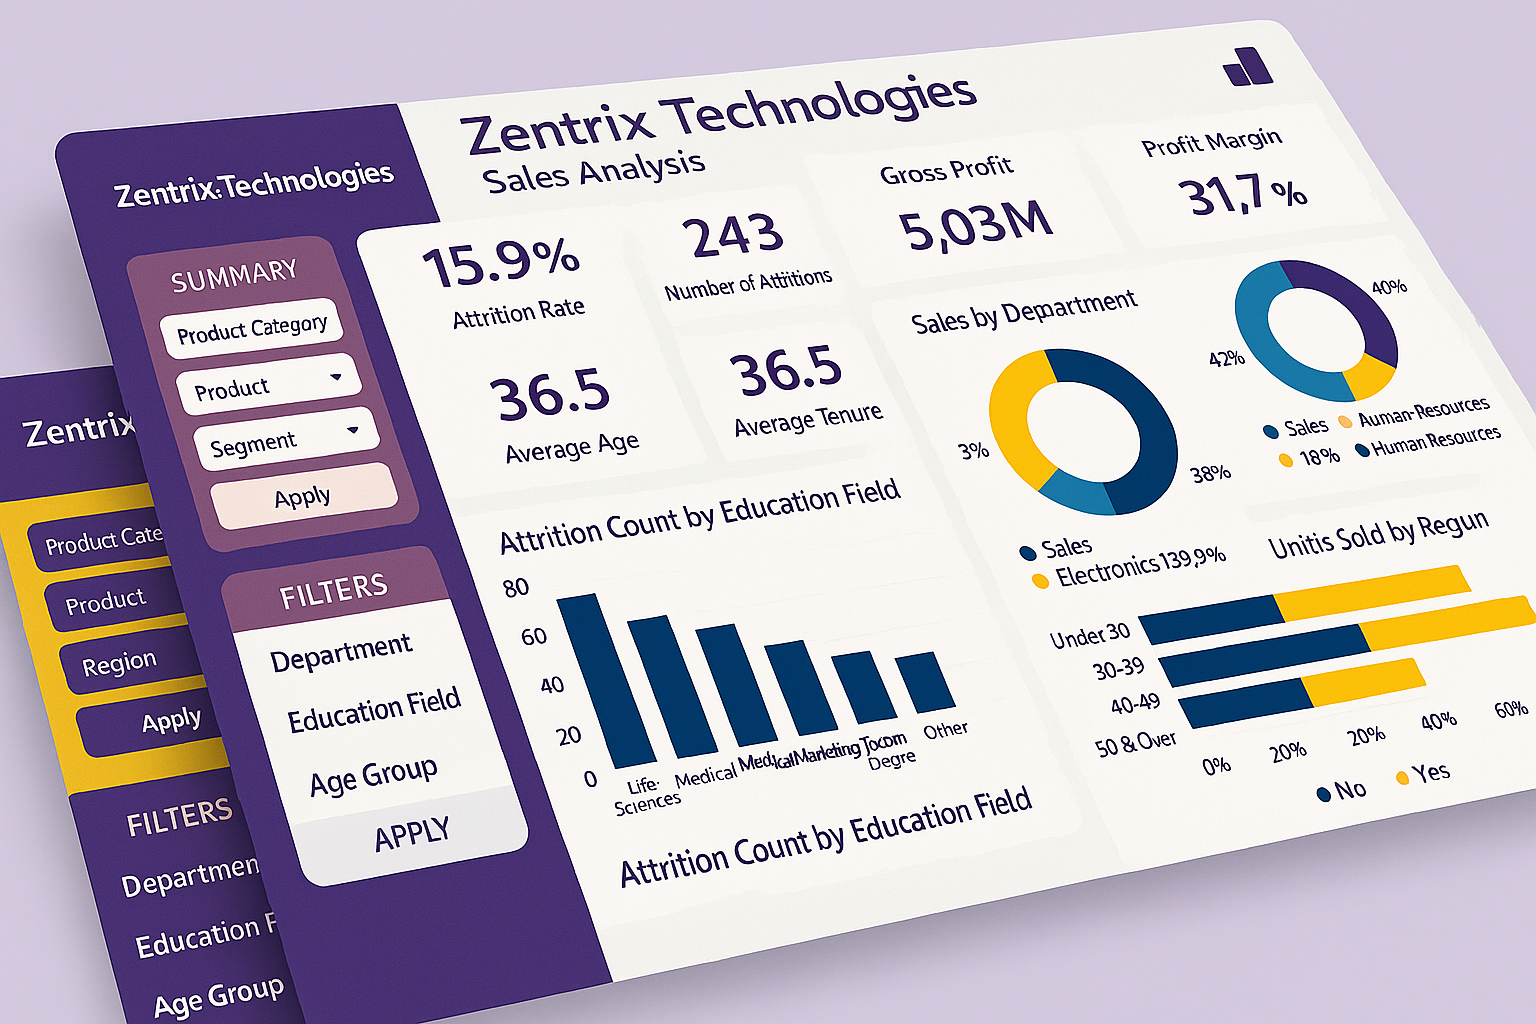 Zentrix Technologies
Sales Analysis
Zentrix:Technologies
SUMMARY
Product Category
Product
Segment
Apply
FILTERS
Department
Education Field
Age Group
APPLY
15.9%
Attrition Rate
243
Number of Attritions
Gross Profit
5,03M
Profit Margin
31,7 %
36.5
Average Age
36.5
Average Tenure
Sales by Department
3%
38%
Sales
Electronics 139,9%
40%
42%
Sales
Auman-Resources
18%
Human Resources
Attrition Count by Education Field
80
60
40
20
0
Life-
Sciences
Medical
Degre
Other
Attrition Count by Education Field
Unitis Sold by Regun
Under 30
30-39
40-49
50 & Over
0%
20%
20%
40%
60%
No
Yes
Zentrix
Product Cate
Product
Region
Apply
FILTERS
Departmen
Education F
Age Group